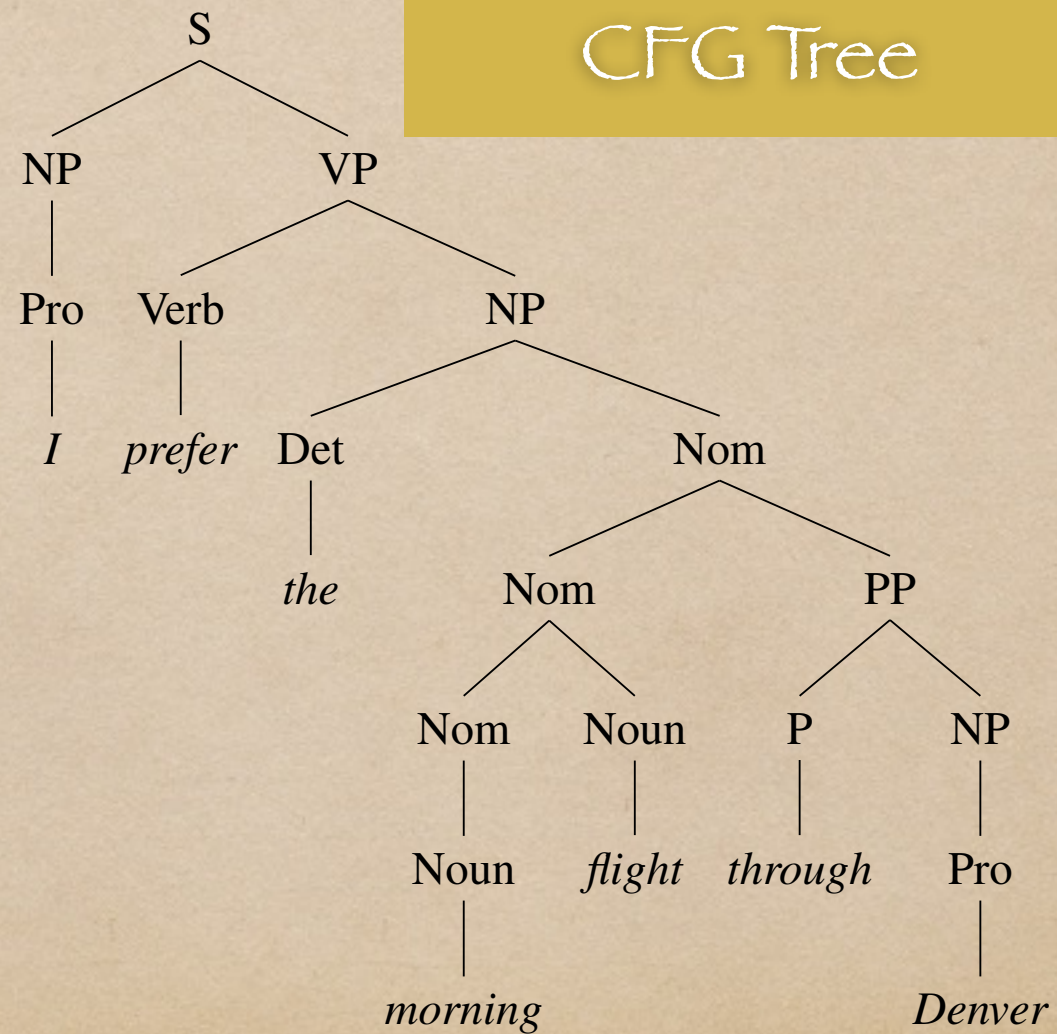 S
CFG Tree
NP VP
Pro Verb NP
I prefer Det Nom
the Nom PP
Nom Noun P NP
Noun flight through Pro
morning Denver